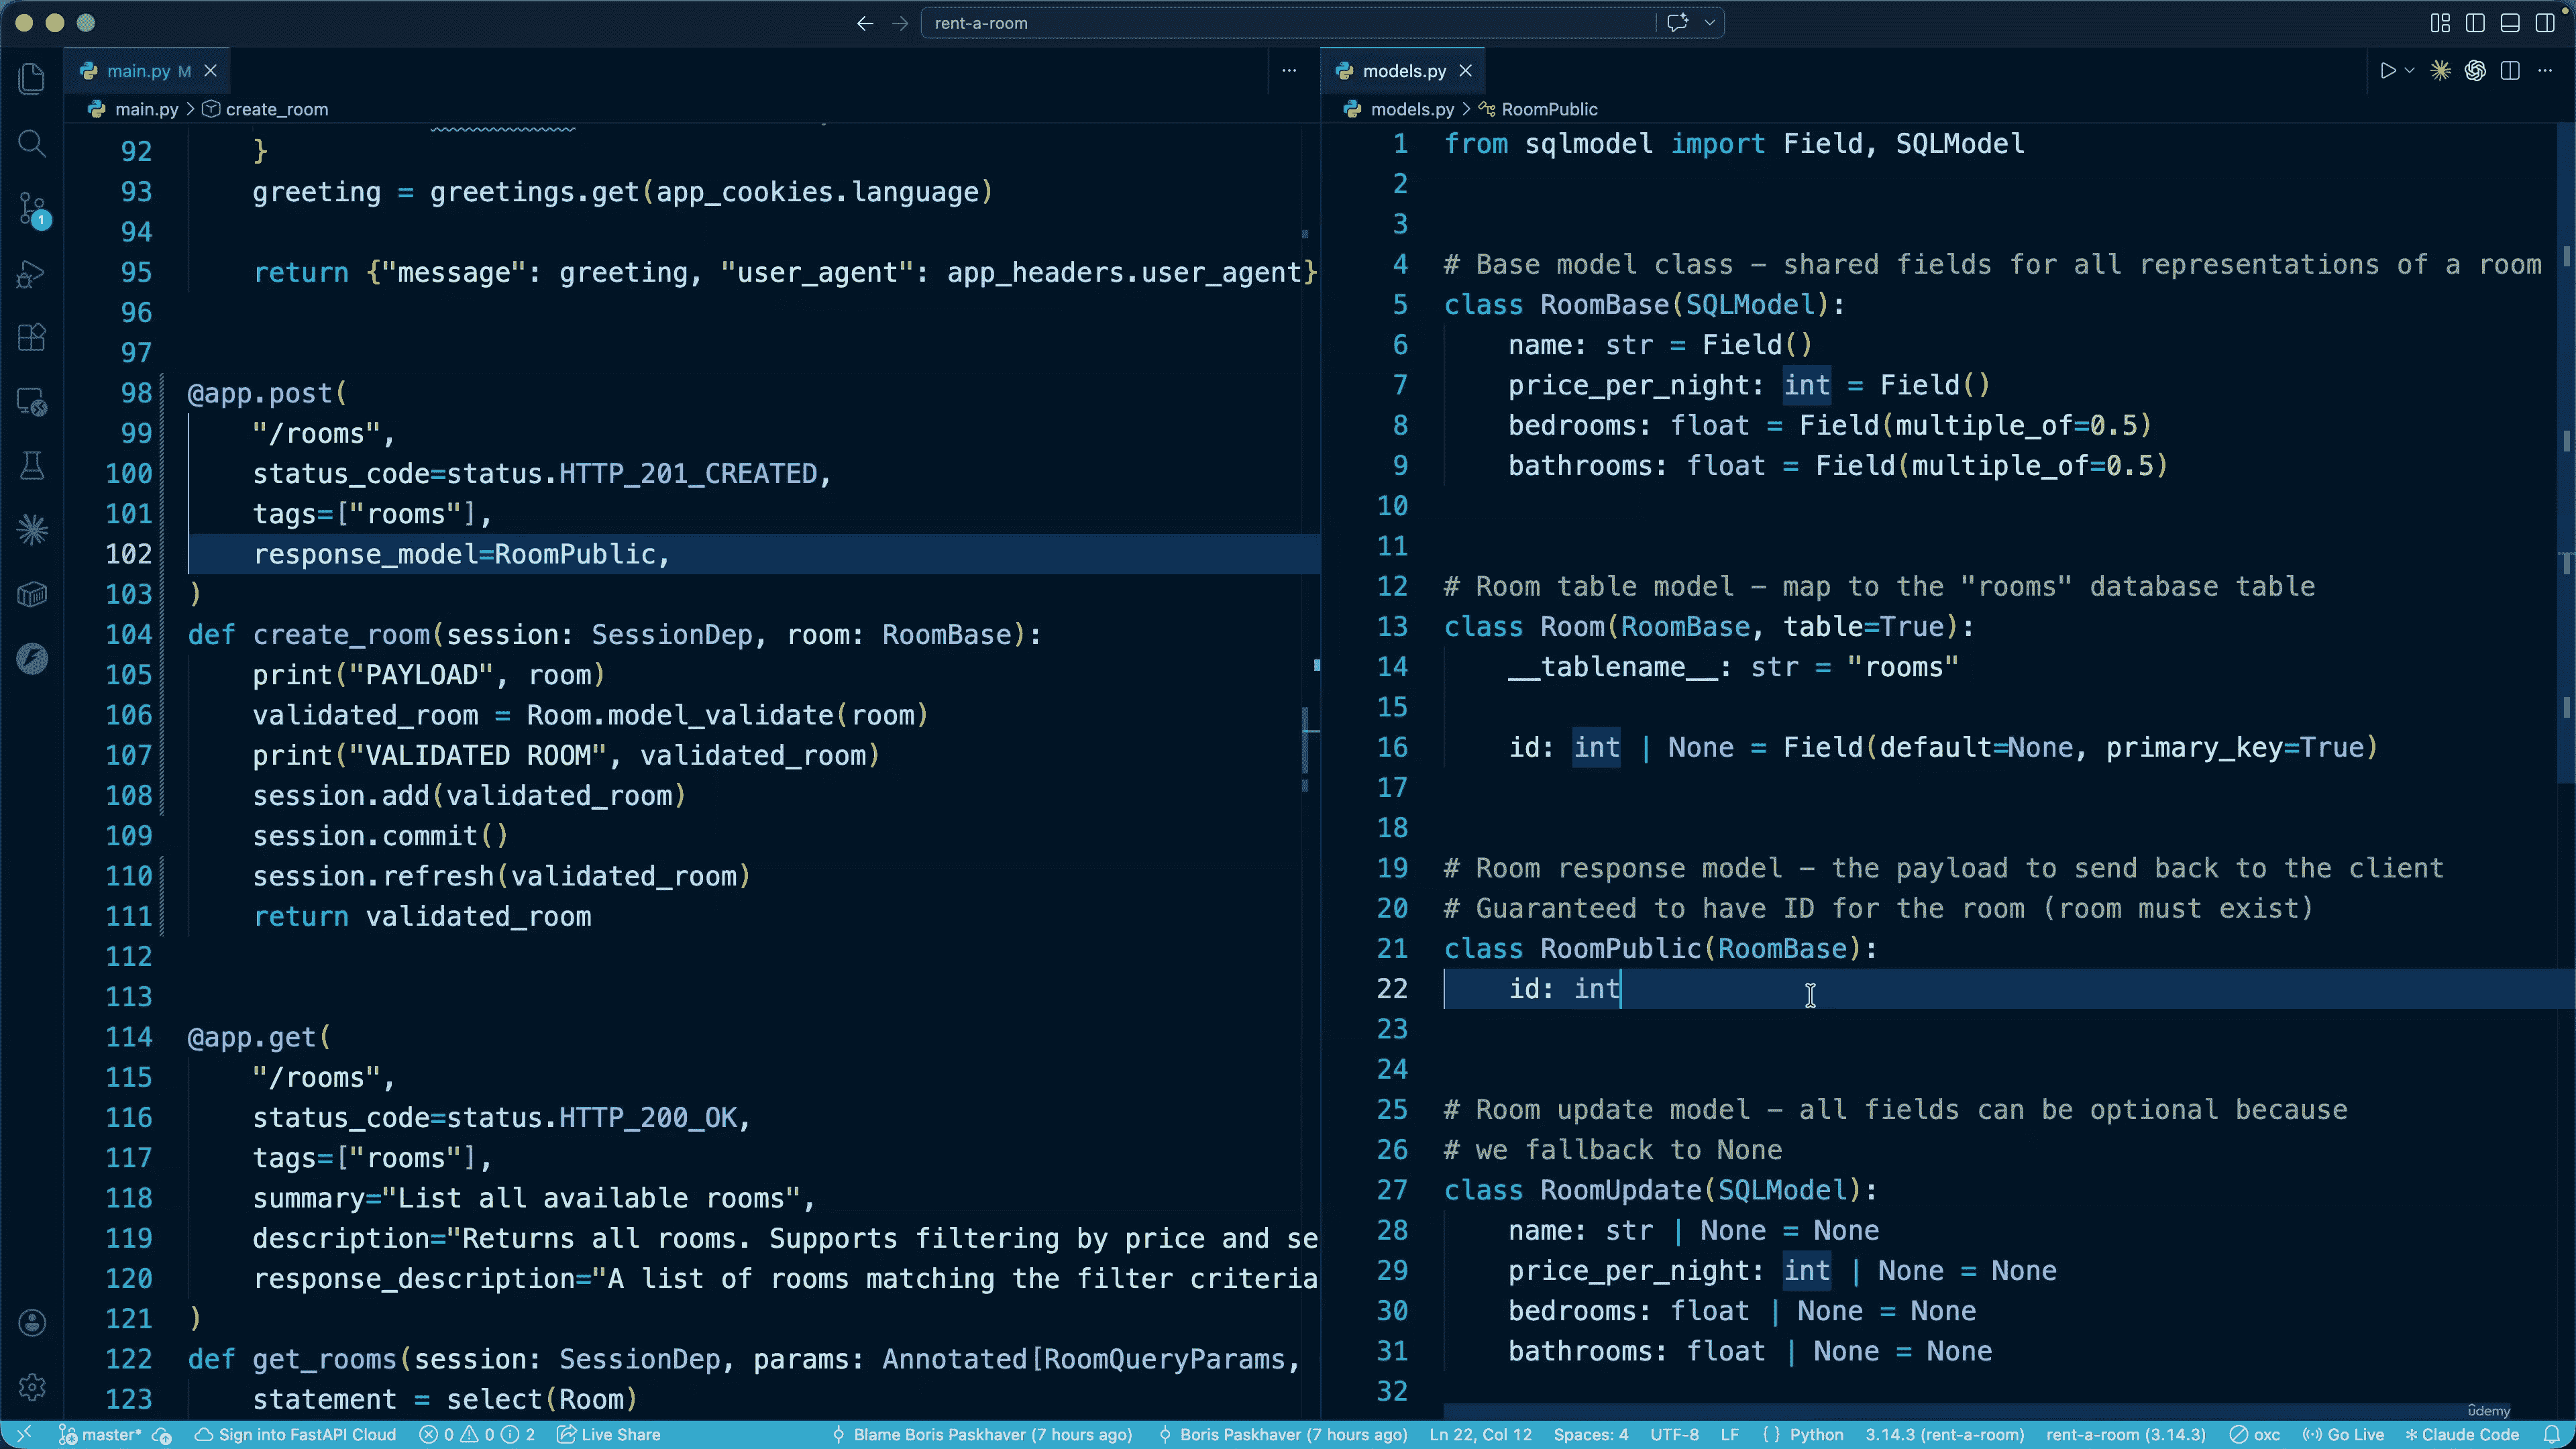 rent-a-room
main.py M
models.py
main.py > create_room
models.py > RoomPublic
92 }
93 greeting = greetings.get(app_cookies.language)
94
95 return {"message": greeting, "user_agent": app_headers.user_agent}
96
97
98 @app.post(
99 "/rooms",
100 status_code=status.HTTP_201_CREATED,
101 tags=["rooms"],
102 response_model=RoomPublic,
103 )
104 def create_room(session: SessionDep, room: RoomBase):
105 print("PAYLOAD", room)
106 validated_room = Room.model_validate(room)
107 print("VALIDATED ROOM", validated_room)
108 session.add(validated_room)
109 session.commit()
110 session.refresh(validated_room)
111 return validated_room
112
113
114 @app.get(
115 "/rooms",
116 status_code=status.HTTP_200_OK,
117 tags=["rooms"],
118 summary="List all available rooms",
119 description="Returns all rooms. Supports filtering by price and se
120 response_description="A list of rooms matching the filter criteria
121 )
122 def get_rooms(session: SessionDep, params: Annotated[RoomQueryParams,
123 statement = select(Room)
1 from sqlmodel import Field, SQLModel
2
3
4 # Base model class – shared fields for all representations of a room
5 class RoomBase(SQLModel):
6 name: str = Field()
7 price_per_night: int = Field()
8 bedrooms: float = Field(multiple_of=0.5)
9 bathrooms: float = Field(multiple_of=0.5)
10
11
12 # Room table model – map to the "rooms" database table
13 class Room(RoomBase, table=True):
14 __tablename__: str = "rooms"
15
16 id: int | None = Field(default=None, primary_key=True)
17
18
19 # Room response model – the payload to send back to the client
20 # Guaranteed to have ID for the room (room must exist)
21 class RoomPublic(RoomBase):
22 id: int
23
24
25 # Room update model – all fields can be optional because
26 # we fallback to None
27 class RoomUpdate(SQLModel):
28 name: str | None = None
29 price_per_night: int | None = None
30 bedrooms: float | None = None
31 bathrooms: float | None = None
32
1
ûdemy
master* Sign into FastAPI Cloud 0 0 2 Live Share Blame Boris Paskhaver (7 hours ago) Boris Paskhaver (7 hours ago) Ln 22, Col 12 Spaces: 4 UTF-8 LF { } Python 3.14.3 (rent-a-room) rent-a-room (3.14.3) oxc Go Live Claude Code